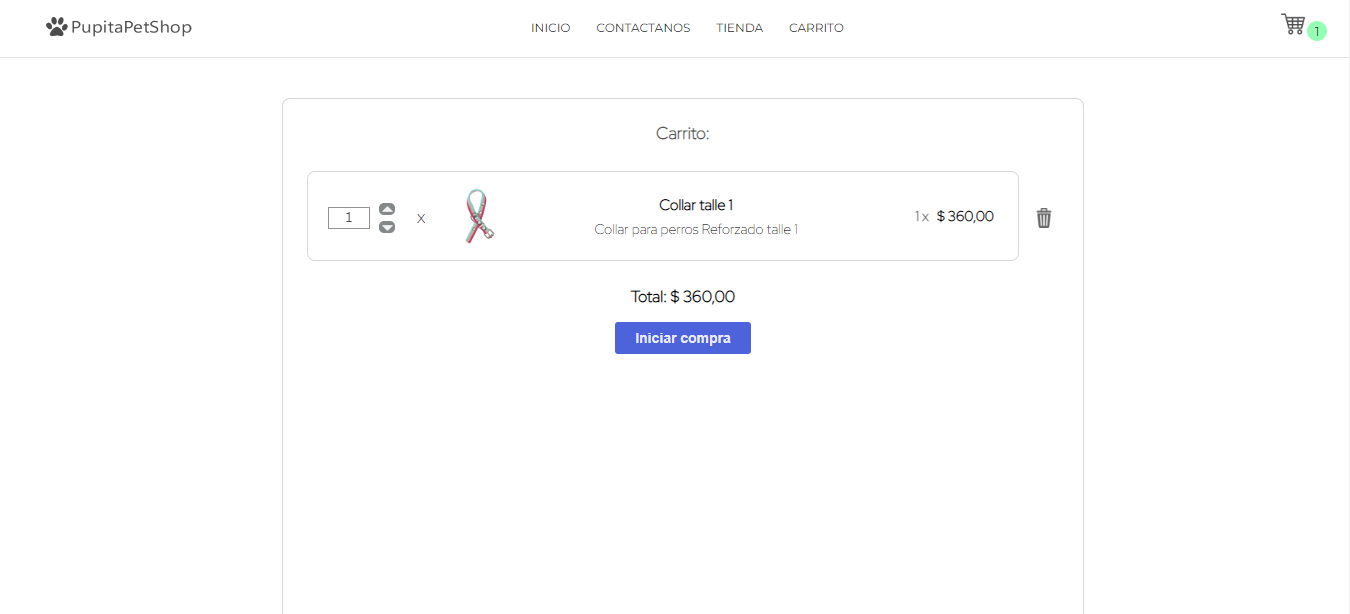 PupitaPetShop
INICIO CONTACTANOS TIENDA CARRITO
1
Carrito:
1 x Collar talle 1 1 x $ 360,00
Collar para perros Reforzado talle 1
Total: $ 360,00
Iniciar compra